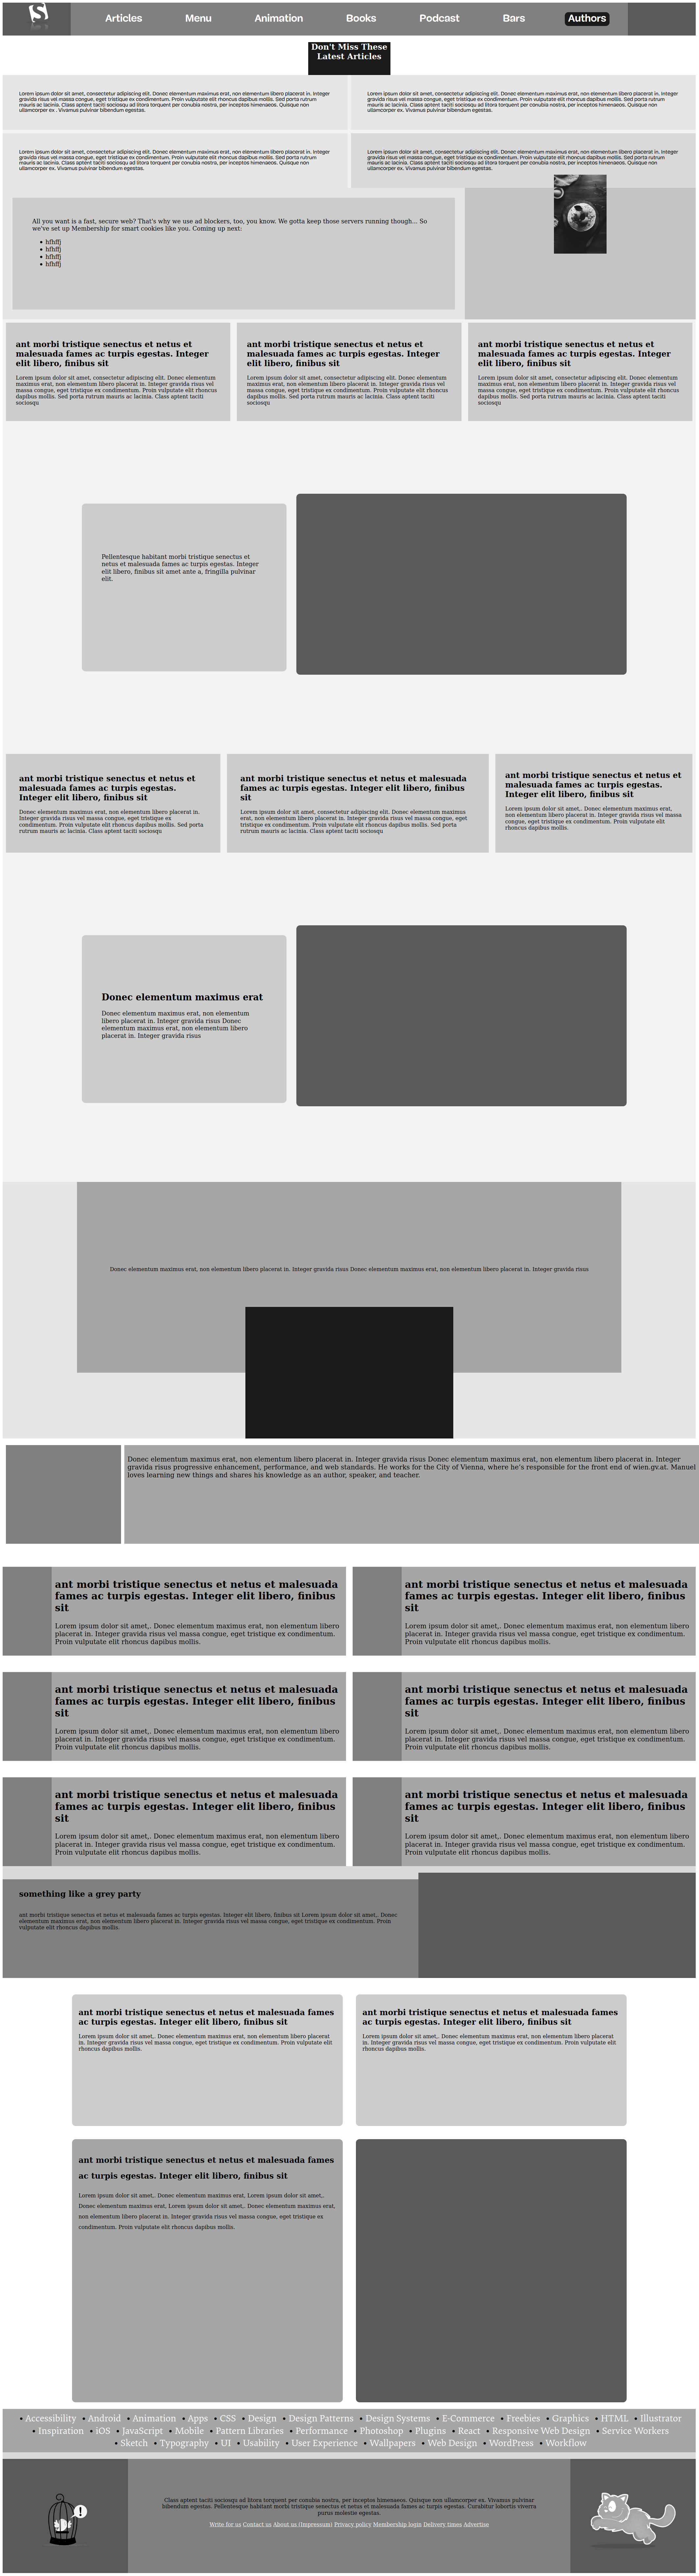 S
Articles Menu Animation Books Podcast Bars Authors
Don't Miss These
Latest Articles
Lorem ipsum dolor sit amet, consectetur adipiscing elit. Donec elementum maximus erat, non elementum libero placerat in. Integer
gravida risus vel massa congue, eget tristique ex condimentum. Proin vulputate elit rhoncus dapibus mollis. Sed porta rutrum
mauris ac lacinia. Class aptent taciti sociosqu ad litora torquent per conubia nostra, per inceptos himenaeos. Quisque non
ullamcorper ex . Vivamus pulvinar bibendum egestas.
Lorem ipsum dolor sit amet, consectetur adipiscing elit. Donec elementum maximus erat, non elementum libero placerat in. Integer
gravida risus vel massa congue, eget tristique ex condimentum. Proin vulputate elit rhoncus dapibus mollis. Sed porta rutrum
mauris ac lacinia. Class aptent taciti sociosqu ad litora torquent per conubia nostra, per inceptos himenaeos. Quisque non
ullamcorper ex. Vivamus pulvinar bibendum egestas.
Lorem ipsum dolor sit amet, consectetur adipiscing elit. Donec elementum maximus erat, non elementum libero placerat in. Integer
gravida risus vel massa congue, eget tristique ex condimentum. Proin vulputate elit rhoncus dapibus mollis. Sed porta rutrum
mauris ac lacinia. Class aptent taciti sociosqu ad litora torquent per conubia nostra, per inceptos himenaeos. Quisque non
ullamcorper ex. Vivamus pulvinar bibendum egestas.
Lorem ipsum dolor sit amet, consectetur adipiscing elit. Donec elementum maximus erat, non elementum libero placerat in. Integer
gravida risus vel massa congue, eget tristique ex condimentum. Proin vulputate elit rhoncus dapibus mollis. Sed porta rutrum
mauris ac lacinia. Class aptent taciti sociosqu ad litora torquent per conubia nostra, per inceptos himenaeos. Quisque non
ullamcorper ex. Vivamus pulvinar bibendum egestas.
All you want is a fast, secure web? That's why we use ad blockers, too, you know. We gotta keep those servers running though... So
we've set up Membership for smart cookies like you. Coming up next:
• hfhffj
• hfhffj
• hfhffj
• hfhffj
ant morbi tristique senectus et netus et
malesuada fames ac turpis egestas. Integer
elit libero, finibus sit
Lorem ipsum dolor sit amet, consectetur adipiscing elit. Donec elementum
maximus erat, non elementum libero placerat in. Integer gravida risus vel
massa congue, eget tristique ex condimentum. Proin vulputate elit rhoncus
dapibus mollis. Sed porta rutrum mauris ac lacinia. Class aptent taciti
sociosqu
ant morbi tristique senectus et netus et
malesuada fames ac turpis egestas. Integer
elit libero, finibus sit
Lorem ipsum dolor sit amet, consectetur adipiscing elit. Donec elementum
maximus erat, non elementum libero placerat in. Integer gravida risus vel
massa congue, eget tristique ex condimentum. Proin vulputate elit rhoncus
dapibus mollis. Sed porta rutrum mauris ac lacinia. Class aptent taciti
sociosqu
ant morbi tristique senectus et netus et
malesuada fames ac turpis egestas. Integer
elit libero, finibus sit
Lorem ipsum dolor sit amet, consectetur adipiscing elit. Donec elementum
maximus erat, non elementum libero placerat in. Integer gravida risus vel
massa congue, eget tristique ex condimentum. Proin vulputate elit rhoncus
dapibus mollis. Sed porta rutrum mauris ac lacinia. Class aptent taciti
sociosqu
Pellentesque habitant morbi tristique senectus et
netus et malesuada fames ac turpis egestas. Integer
elit libero, finibus sit amet ante a, fringilla pulvinar
elit.
ant morbi tristique senectus et netus et
malesuada fames ac turpis egestas.
Integer elit libero, finibus sit
Donec elementum maximus erat, non elementum libero placerat in.
Integer gravida risus vel massa congue, eget tristique ex
condimentum. Proin vulputate elit rhoncus dapibus mollis. Sed porta
rutrum mauris ac lacinia. Class aptent taciti sociosqu
ant morbi tristique senectus et netus et malesuada
fames ac turpis egestas. Integer elit libero, finibus
sit
Lorem ipsum dolor sit amet, consectetur adipiscing elit. Donec elementum maximus
erat, non elementum libero placerat in. Integer gravida risus vel massa congue, eget
tristique ex condimentum. Proin vulputate elit rhoncus dapibus mollis. Sed porta
rutrum mauris ac lacinia. Class aptent taciti sociosqu
ant morbi tristique senectus et netus et
malesuada fames ac turpis egestas.
Integer elit libero, finibus sit
Lorem ipsum dolor sit amet,. Donec elementum maximus erat,
non elementum libero placerat in. Integer gravida risus vel massa
congue, eget tristique ex condimentum. Proin vulputate elit
rhoncus dapibus mollis.
Donec elementum maximus erat
Donec elementum maximus erat, non elementum
libero placerat in. Integer gravida risus Donec
elementum maximus erat, non elementum libero
placerat in. Integer gravida risus
Donec elementum maximus erat, non elementum libero placerat in. Integer gravida risus Donec elementum maximus erat, non elementum libero placerat in. Integer gravida risus
Donec elementum maximus erat, non elementum libero placerat in. Integer gravida risus Donec elementum maximus erat, non elementum libero placerat in. Integer
gravida risus progressive enhancement, performance, and web standards. He works for the City of Vienna, where he's responsible for the front end of wien.gv.at. Manuel
loves learning new things and shares his knowledge as an author, speaker, and teacher.
ant morbi tristique senectus et netus et malesuada
fames ac turpis egestas. Integer elit libero, finibus
sit
Lorem ipsum dolor sit amet,. Donec elementum maximus erat, non elementum libero
placerat in. Integer gravida risus vel massa congue, eget tristique ex condimentum.
Proin vulputate elit rhoncus dapibus mollis.
ant morbi tristique senectus et netus et malesuada
fames ac turpis egestas. Integer elit libero, finibus
sit
Lorem ipsum dolor sit amet,. Donec elementum maximus erat, non elementum libero
placerat in. Integer gravida risus vel massa congue, eget tristique ex condimentum.
Proin vulputate elit rhoncus dapibus mollis.
ant morbi tristique senectus et netus et malesuada
fames ac turpis egestas. Integer elit libero, finibus
sit
Lorem ipsum dolor sit amet,. Donec elementum maximus erat, non elementum libero
placerat in. Integer gravida risus vel massa congue, eget tristique ex condimentum.
Proin vulputate elit rhoncus dapibus mollis.
ant morbi tristique senectus et netus et malesuada
fames ac turpis egestas. Integer elit libero, finibus
sit
Lorem ipsum dolor sit amet,. Donec elementum maximus erat, non elementum libero
placerat in. Integer gravida risus vel massa congue, eget tristique ex condimentum.
Proin vulputate elit rhoncus dapibus mollis.
ant morbi tristique senectus et netus et malesuada
fames ac turpis egestas. Integer elit libero, finibus
sit
Lorem ipsum dolor sit amet,. Donec elementum maximus erat, non elementum libero
placerat in. Integer gravida risus vel massa congue, eget tristique ex condimentum.
Proin vulputate elit rhoncus dapibus mollis.
ant morbi tristique senectus et netus et malesuada
fames ac turpis egestas. Integer elit libero, finibus
sit
Lorem ipsum dolor sit amet,. Donec elementum maximus erat, non elementum libero
placerat in. Integer gravida risus vel massa congue, eget tristique ex condimentum.
Proin vulputate elit rhoncus dapibus mollis.
something like a grey party
ant morbi tristique senectus et netus et malesuada fames ac turpis egestas. Integer elit libero, finibus sit Lorem ipsum dolor sit amet,. Donec
elementum maximus erat, non elementum libero placerat in. Integer gravida risus vel massa congue, eget tristique ex condimentum. Proin
vulputate elit rhoncus dapibus mollis.
ant morbi tristique senectus et netus et malesuada fames
ac turpis egestas. Integer elit libero, finibus sit
Lorem ipsum dolor sit amet,. Donec elementum maximus erat, non elementum libero placerat
in. Integer gravida risus vel massa congue, eget tristique ex condimentum. Proin vulputate elit
rhoncus dapibus mollis.
ant morbi tristique senectus et netus et malesuada fames
ac turpis egestas. Integer elit libero, finibus sit
Lorem ipsum dolor sit amet,. Donec elementum maximus erat, non elementum libero placerat
in. Integer gravida risus vel massa congue, eget tristique ex condimentum. Proin vulputate elit
rhoncus dapibus mollis.
ant morbi tristique senectus et netus et malesuada fames
ac turpis egestas. Integer elit libero, finibus sit
Lorem ipsum dolor sit amet,. Donec elementum maximus erat, Lorem ipsum dolor sit amet,.
Donec elementum maximus erat, Lorem ipsum dolor sit amet,. Donec elementum maximus erat,
non elementum libero placerat in. Integer gravida risus vel massa congue, eget tristique ex
condimentum. Proin vulputate elit rhoncus dapibus mollis.
• Accessibility • Android • Animation • Apps • CSS • Design • Design Patterns • Design Systems • E-Commerce • Freebies • Graphics • HTML • Illustrator
• Inspiration • iOS • JavaScript • Mobile • Pattern Libraries • Performance • Photoshop • Plugins • React • Responsive Web Design • Service Workers
• Sketch • Typography • UI • Usability • User Experience • Wallpapers • Web Design • WordPress • Workflow
!
Class aptent taciti sociosqu ad litora torquent per conubia nostra, per inceptos himenaeos. Quisque non ullamcorper ex. Vivamus pulvinar
bibendum egestas. Pellentesque habitant morbi tristique senectus et netus et malesuada fames ac turpis egestas. Curabitur lobortis viverra
purus molestie egestas.
Write for us Contact us About us (Impressum) Privacy policy Membership login Delivery times Advertise